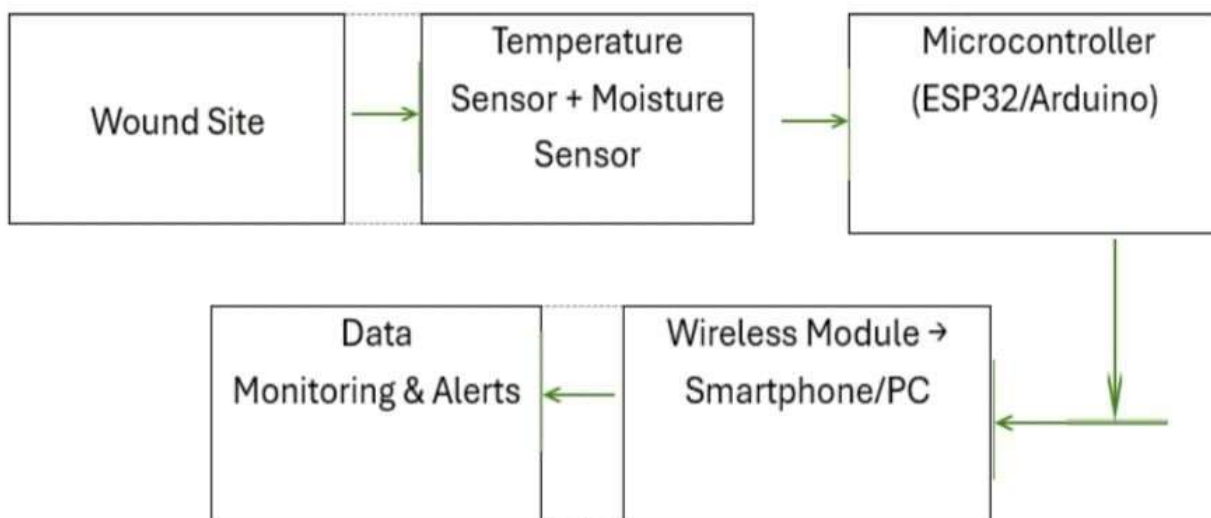 Wound Site
Temperature
Sensor + Moisture
Sensor
Microcontroller
(ESP32/Arduino)
Data
Monitoring & Alerts
Wireless Module →
Smartphone/PC